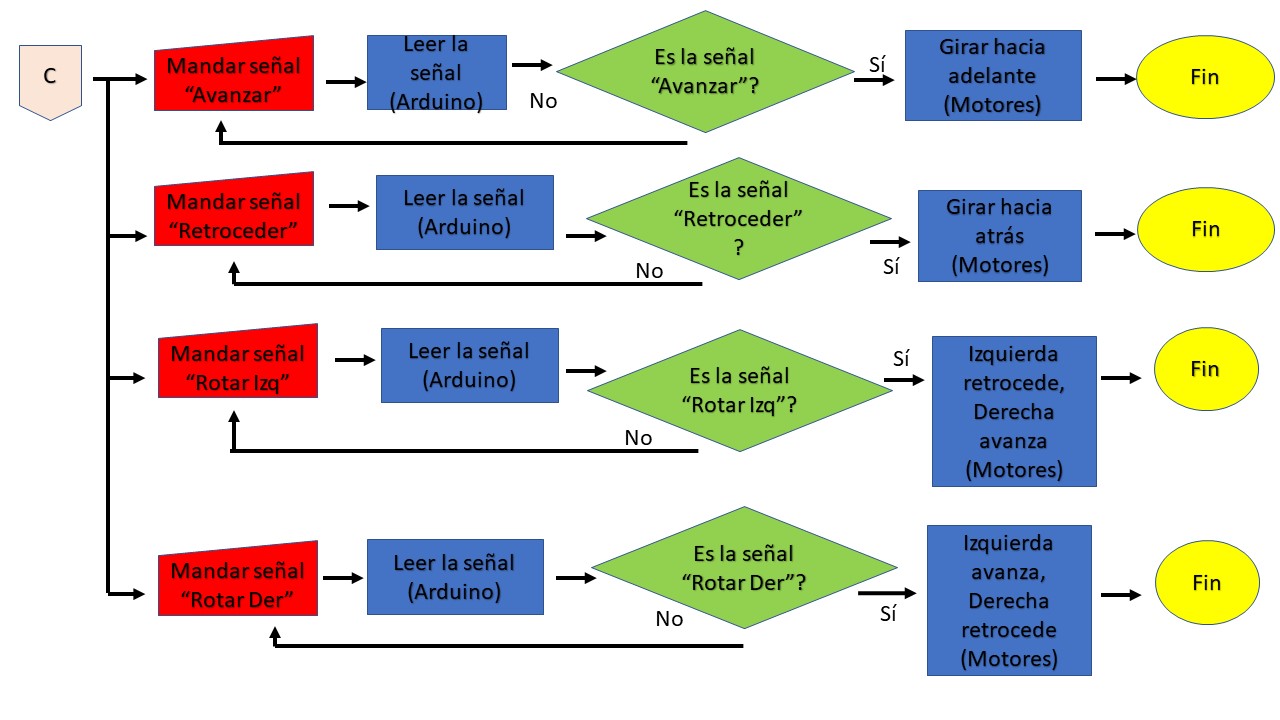 C
Mandar señal
“Avanzar”
Leer la
señal
(Arduino)
No
Es la señal
“Avanzar”?
Sí
Girar hacia
adelante
(Motores)
Fin
Mandar señal
“Retroceder”
Leer la señal
(Arduino)
No
Es la señal
“Retroceder”
?
Sí
Girar hacia
atrás
(Motores)
Fin
Mandar señal
“Rotar Izq”
Leer la señal
(Arduino)
No
Es la señal
“Rotar Izq”?
Sí
Izquierda
retrocede,
Derecha
avanza
(Motores)
Fin
Mandar señal
“Rotar Der”
Leer la señal
(Arduino)
No
Es la señal
“Rotar Der”?
Sí
Izquierda
avanza,
Derecha
retrocede
(Motores)
Fin